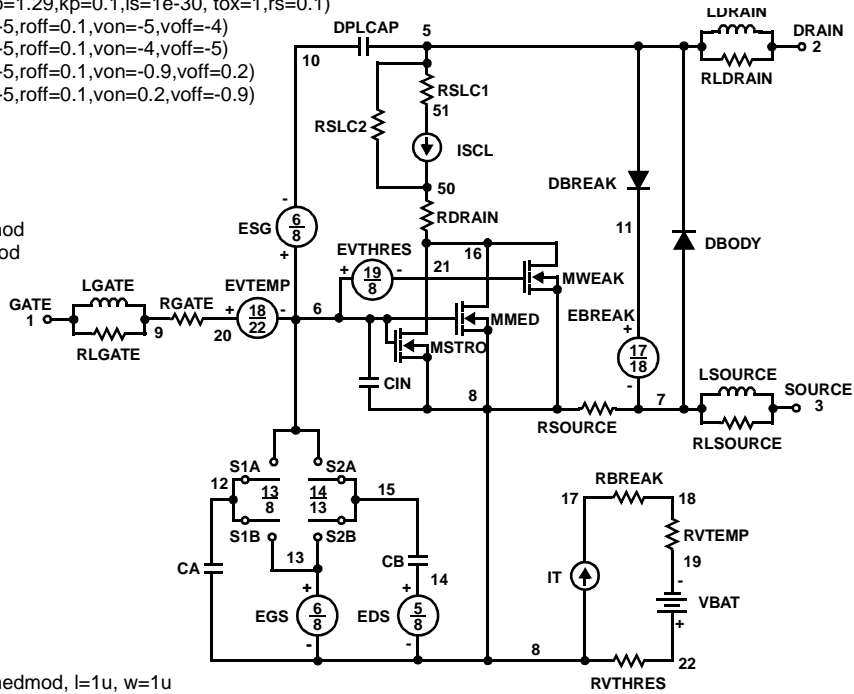 o=1.29,kp=0.1,is=1e-30, tox=1,rs=0.1)
-5,roff=0.1,von=-5,voff=-4)
-5,roff=0.1,von=-4,voff=-5)
-5,roff=0.1,von=-0.9,voff=0.2)
-5,roff=0.1,von=0.2,voff=-0.9)
DPLCAP
5
LDRAIN
DRAIN
2
10
RLDRAIN
RSLC1
51
RSLC2
ISCL
DBREAK
50
RDRAIN
ESG
6
8
-
+
11
DBODY
od
od
EVTHRES
+
19
8
-
21
16
MWEAK
LGATE
EVTEMP
GATE
1
RGATE
+
18
22
-
6
EBREAK
+
MMED
9
20
RLGATE
MSTRO
17
18
-
LSOURCE
CIN
8
7
SOURCE
3
RSOURCE
RLSOURCE
S1A
S2A
12
13
8
14
13
15
RBREAK
17
18
S1B
S2B
RVTEMP
13
CB
19
CA
14
IT
-
+
+
VBAT
EGS
6
8
EDS
5
8
+
-
-
8
22
RVTHRES
nedmod, l=1u, w=1u